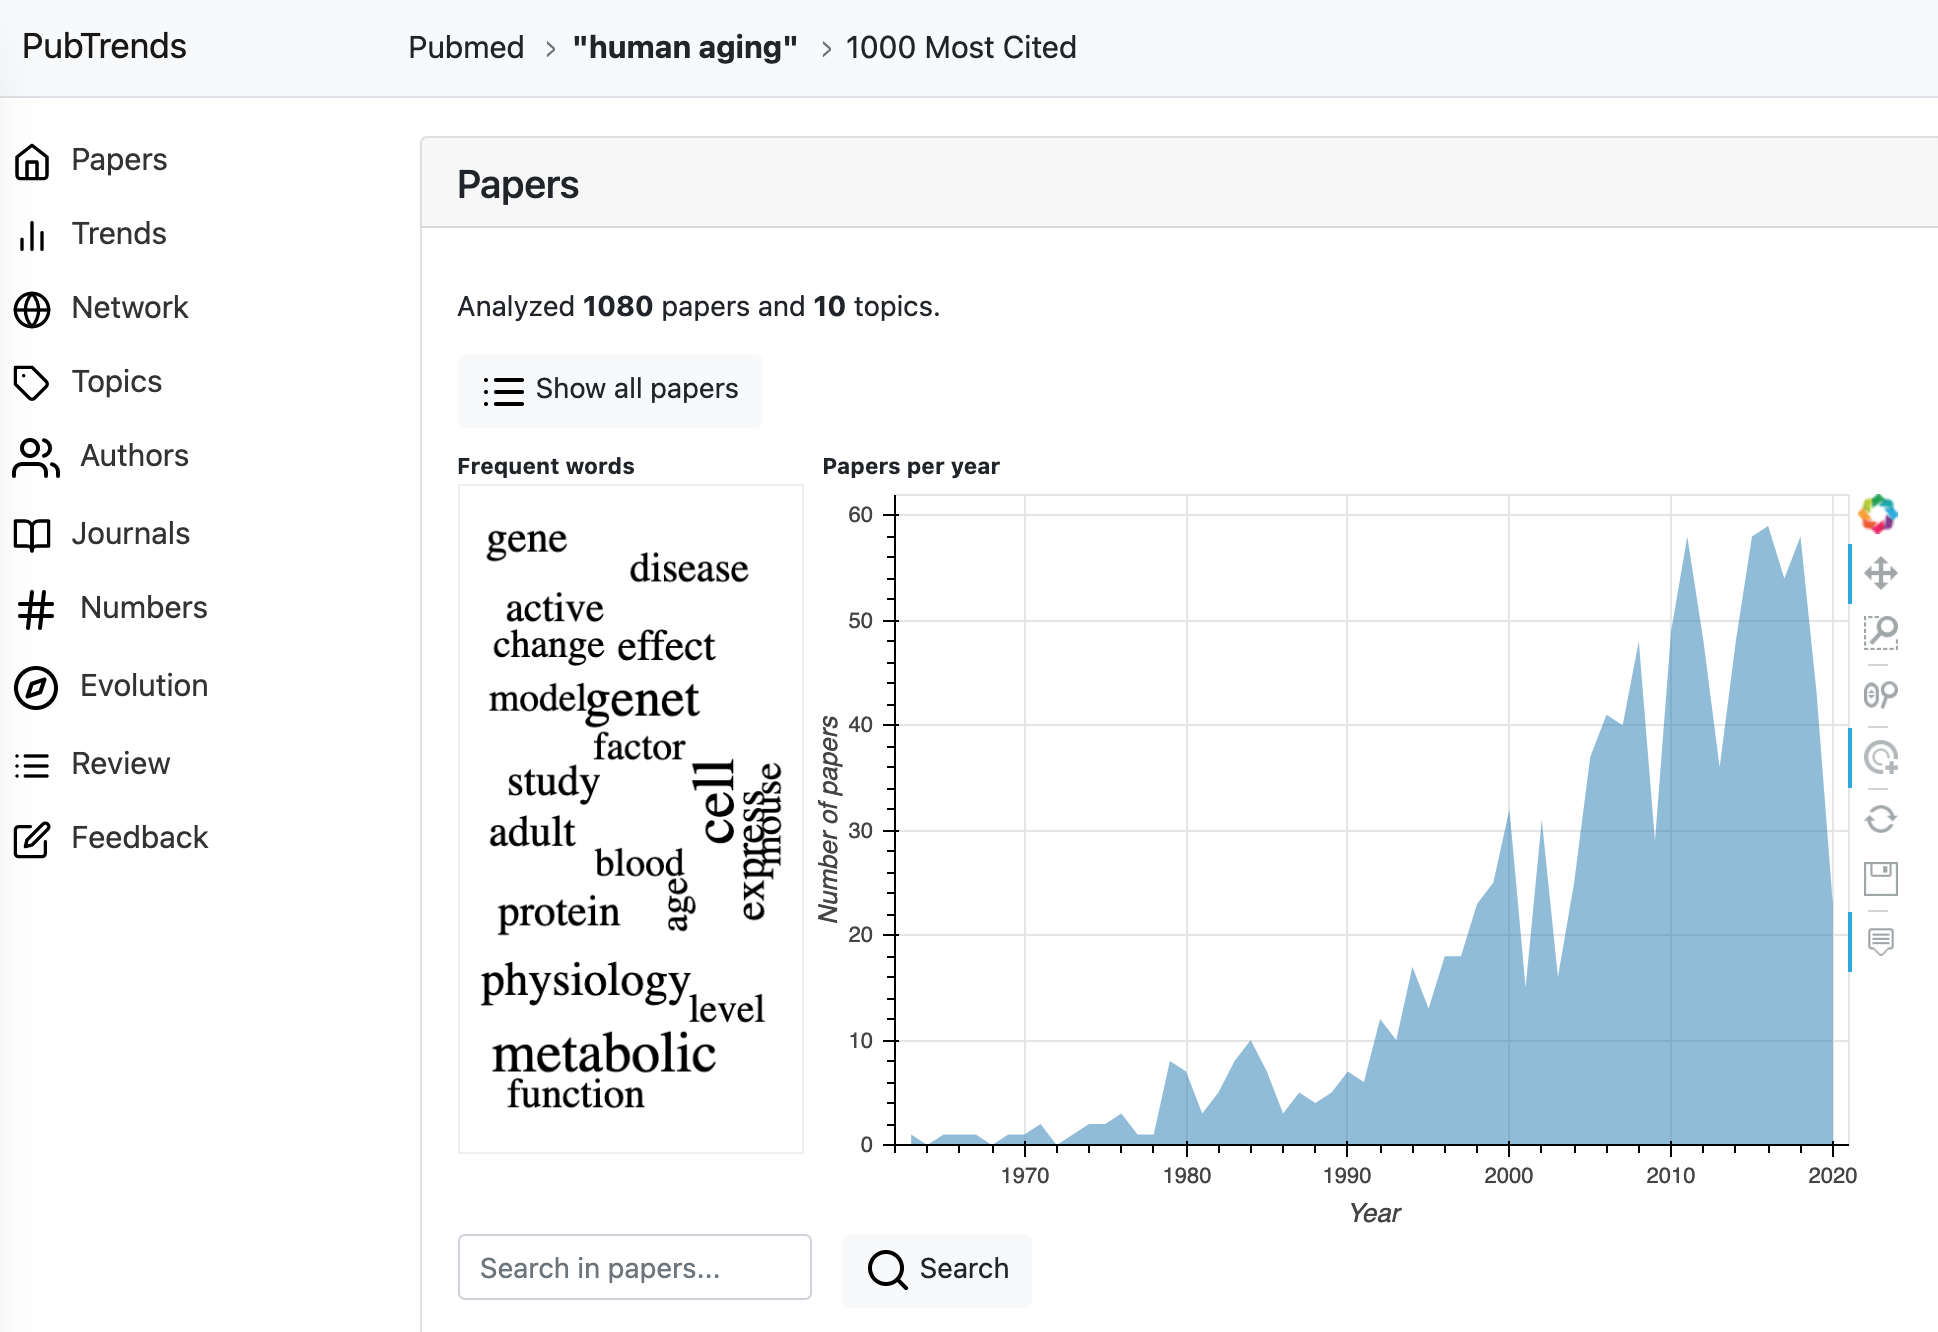 PubTrends
Pubmed › "human aging" › 1000 Most Cited
Papers
Trends
Network
Topics
Authors
Journals
Numbers
Evolution
Review
Feedback
Papers
Analyzed 1080 papers and 10 topics.
Show all papers
Frequent words
gene
disease
active
change effect
model genet
factor
study
cell
mouse
express
adult
blood
age
protein
physiology
level
metabolic
function
Papers per year
60
50
40
30
20
10
0
Number of papers
1970 1980 1990 2000 2010 2020
Year
Search in papers...
Search